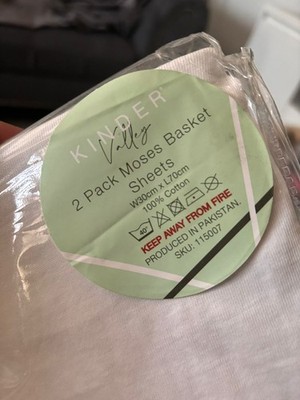 KINDER
Valley
2 Pack Moses Basket
Sheets
W30cm x L70cm
100% Cotton
40°
KEEP AWAY FROM FIRE
PRODUCED IN PAKISTAN.
SKU: 115007